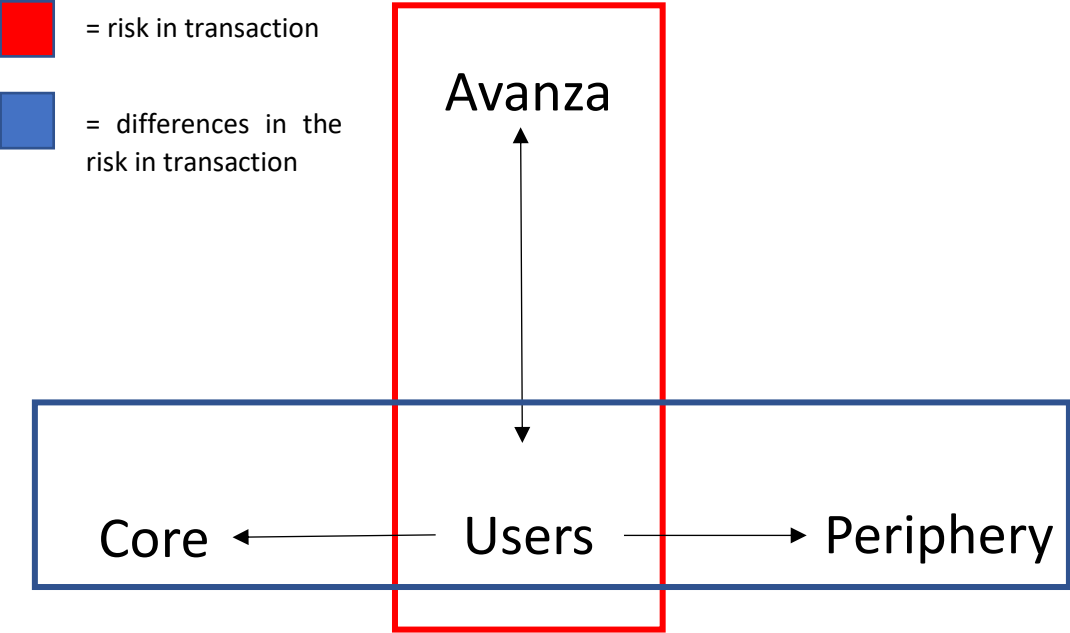 = risk in transaction
= differences in the
risk in transaction
Avanza
Core
Users
Periphery